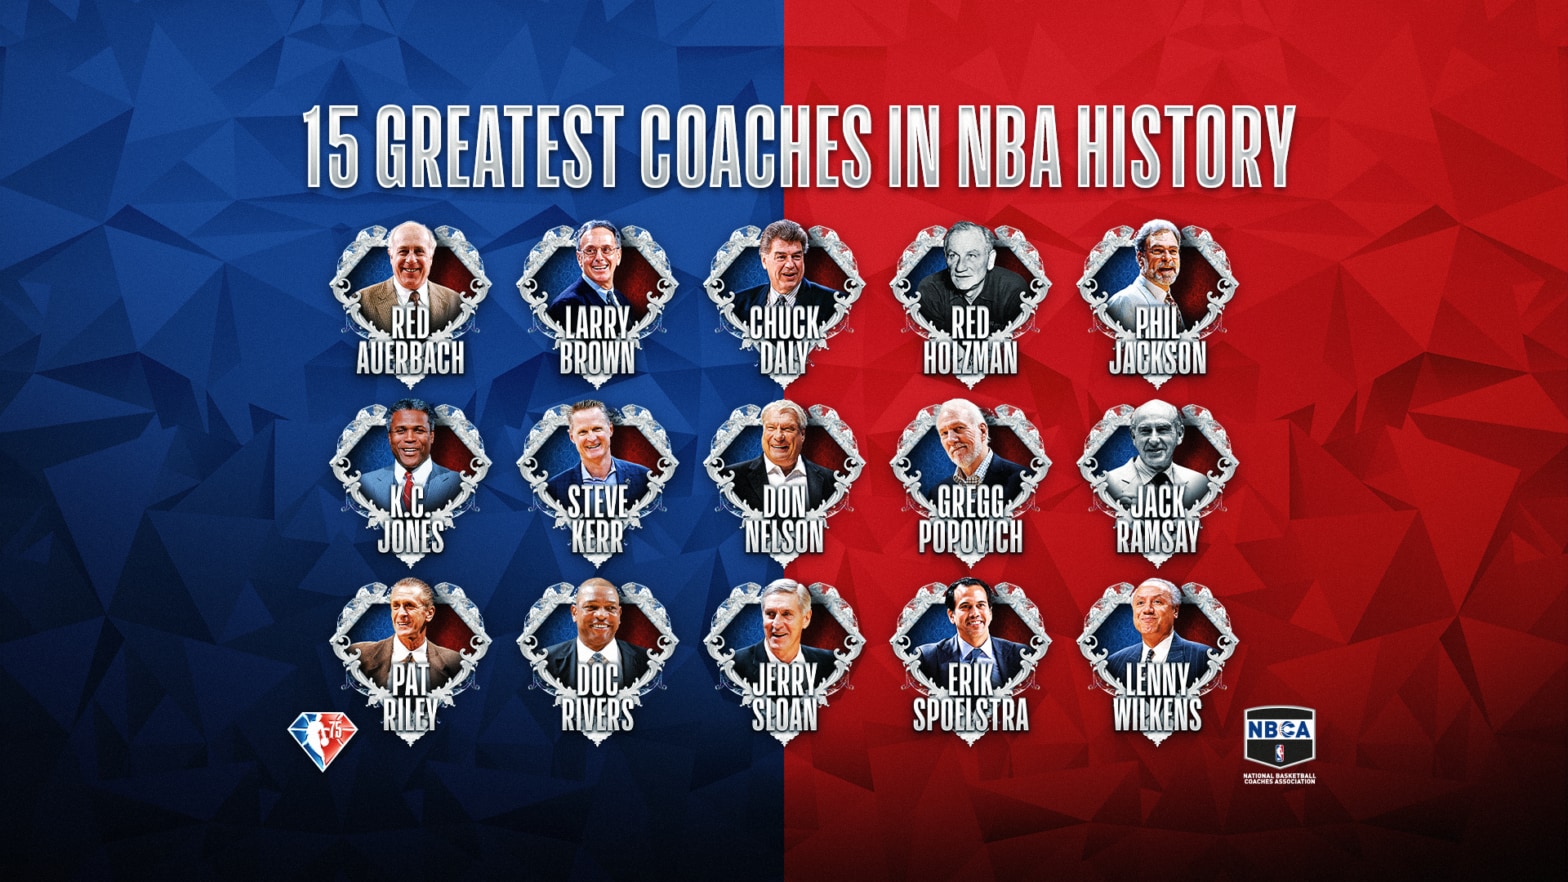 15 GREATEST COACHES IN NBA HISTORY
RED
AUERBACH
LARRY
BROWN
CHUCK
DALY
RED
HOLZMAN
PHIL
JACKSON
K.C.
JONES
STEVE
KERR
DON
NELSON
GREGG
POPOVICH
JACK
RAMSAY
PAT
RILEY
DOC
RIVERS
JERRY
SLOAN
ERIK
SPOELSTRA
LENNY
WILKENS
75
NBCA
NATIONAL BASKETBALL
COACHES ASSOCIATION